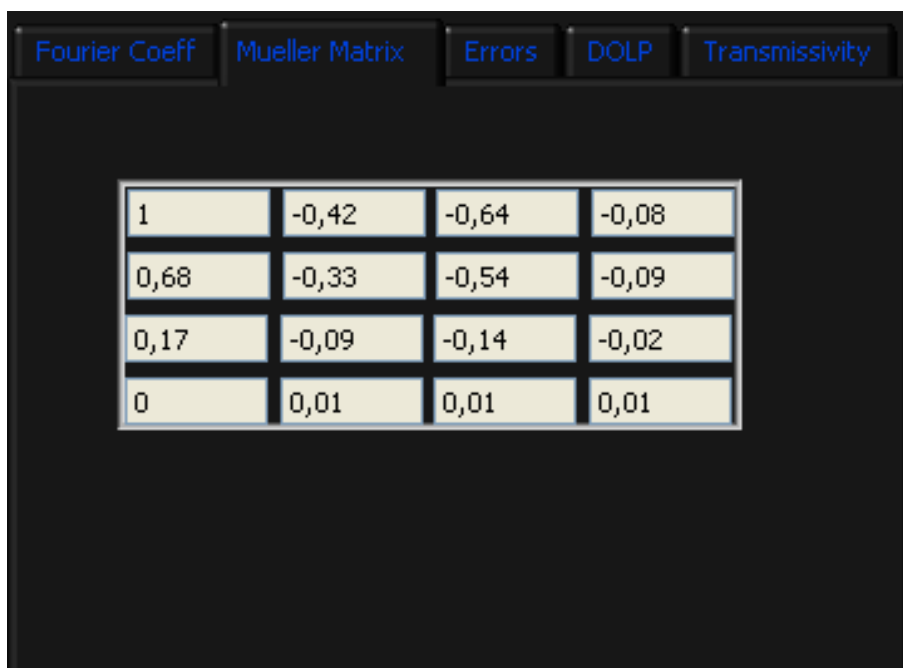 Fourier Coeff Mueller Matrix Errors DOLP Transmissivity
1 -0,42 -0,64 -0,08
0,68 -0,33 -0,54 -0,09
0,17 -0,09 -0,14 -0,02
0 0,01 0,01 0,01